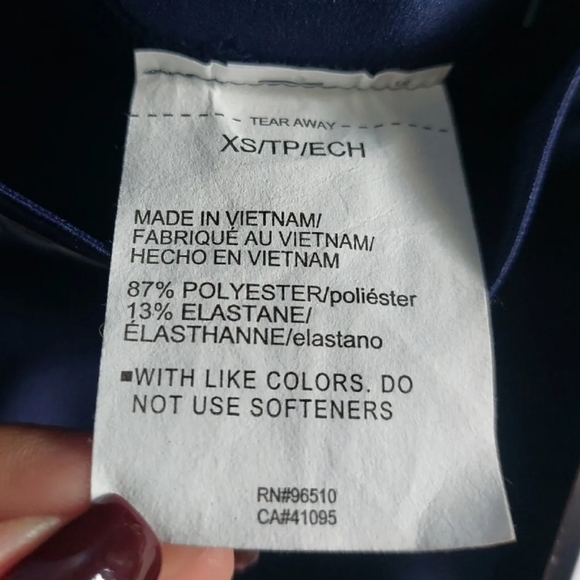 TEAR AWAY
XS/TP/ECH
MADE IN VIETNAM/
FABRIQUÉ AU VIETNAM/
HECHO EN VIETNAM
87% POLYESTER/poliéster
13% ELASTANE/
ÉLASTHANNE/elastano
■WITH LIKE COLORS. DO
NOT USE SOFTENERS
RN#96510
CA#41095